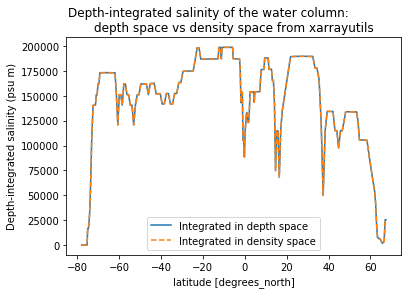 Depth-integrated salinity of the water column:
depth space vs density space from xarrayutils
Depth-integrated salinity (psu m)
200000
175000
150000
125000
100000
75000
50000
25000
0
Integrated in depth space
Integrated in density space
−80 −60 −40 −20 0 20 40 60
latitude [degrees_north]